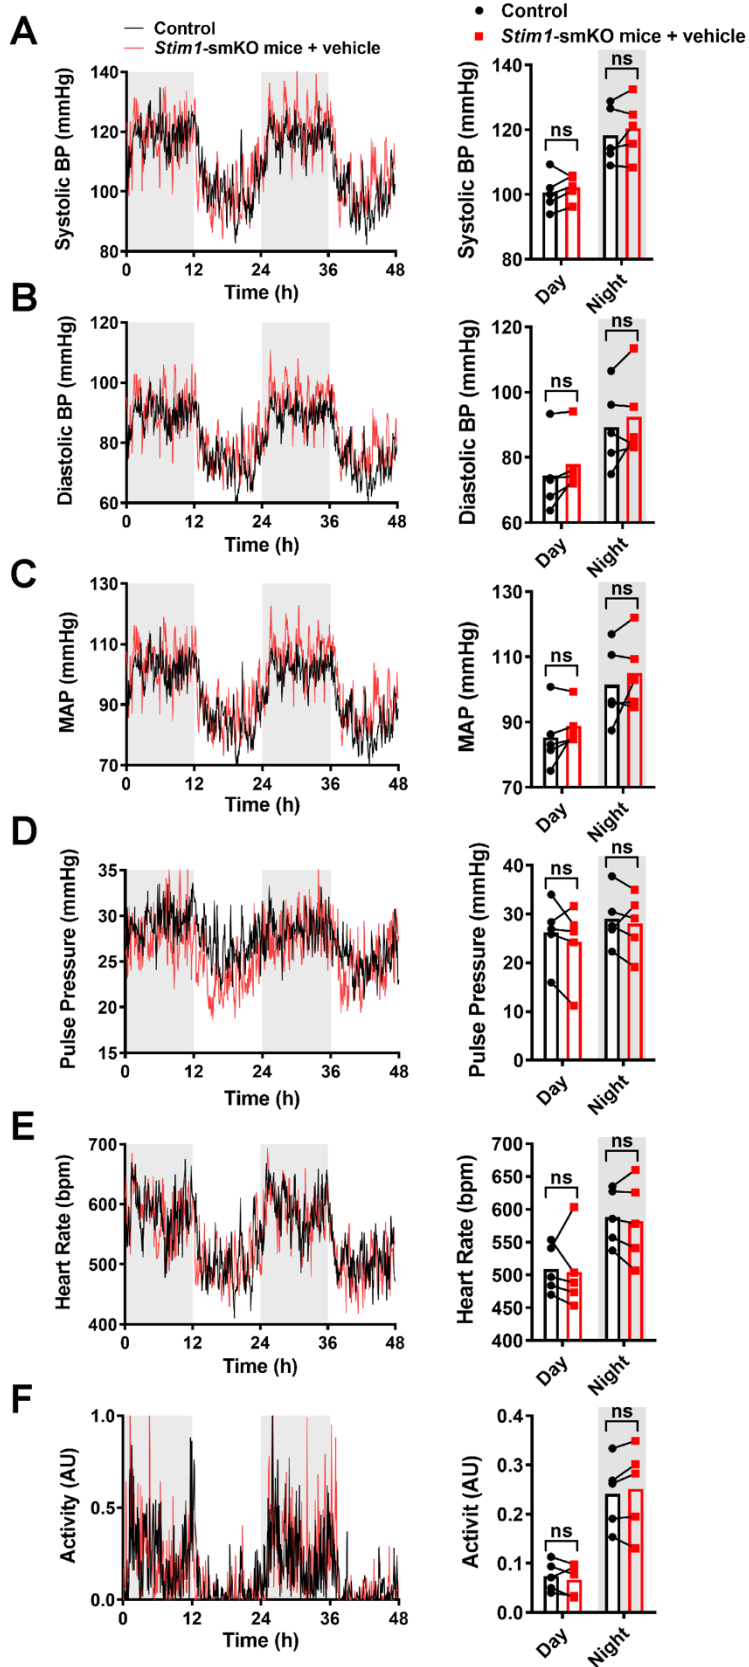 A
Control
Stim1-smKO mice + vehicle
Control
Stim1-smKO mice + vehicle
Systolic BP (mmHg)
140
120
100
80
0 12 24 36 48
Time (h)
Systolic BP (mmHg)
140
120
100
80
ns
ns
Day
Night
B
Diastolic BP (mmHg)
120
100
80
60
0 12 24 36 48
Time (h)
Diastolic BP (mmHg)
120
100
80
60
ns
ns
Day
Night
C
MAP (mmHg)
130
110
90
70
0 12 24 36 48
Time (h)
MAP (mmHg)
130
110
90
70
ns
ns
Day
Night
D
Pulse Pressure (mmHg)
35
30
25
20
15
0 12 24 36 48
Time (h)
Pulse Pressure (mmHg)
40
30
20
10
0
ns
ns
Day
Night
E
Heart Rate (bpm)
700
600
500
400
0 12 24 36 48
Time (h)
Heart Rate (bpm)
700
650
600
550
500
450
400
ns
ns
Day
Night
F
Activity (AU)
1.0
0.5
0.0
0 12 24 36 48
Time (h)
Activit (AU)
0.4
0.3
0.2
0.1
0.0
ns
ns
Day
Night